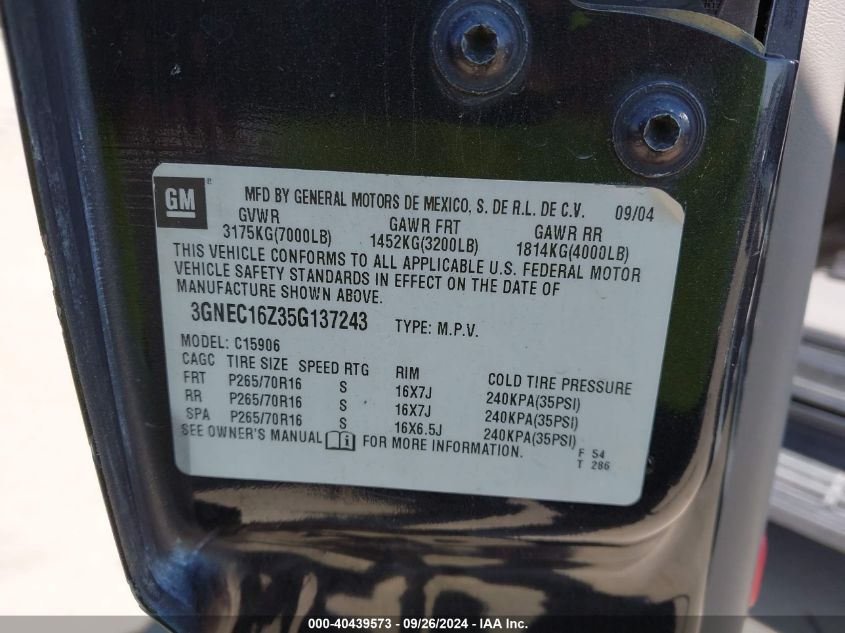 GM
MFD BY GENERAL MOTORS DE MEXICO, S. DE R.L. DE C.V. 09/04
GVWR GAWR FRT GAWR RR
3175KG(7000LB) 1452KG(3200LB) 1814KG(4000LB)
THIS VEHICLE CONFORMS TO ALL APPLICABLE U.S. FEDERAL MOTOR
VEHICLE SAFETY STANDARDS IN EFFECT ON THE DATE OF
MANUFACTURE SHOWN ABOVE.
3GNEC16Z35G137243 TYPE: M.P.V.
MODEL: C15906
CAGC TIRE SIZE SPEED RTG RIM COLD TIRE PRESSURE
FRT P265/70R16 S 16X7J 240KPA(35PSI)
RR P265/70R16 S 16X7J 240KPA(35PSI)
SPA P265/70R16 S 16X6.5J 240KPA(35PSI)
SEE OWNER'S MANUAL FOR MORE INFORMATION.
F 54
T 286
000-40439573 - 09/26/2024 - IAA Inc.